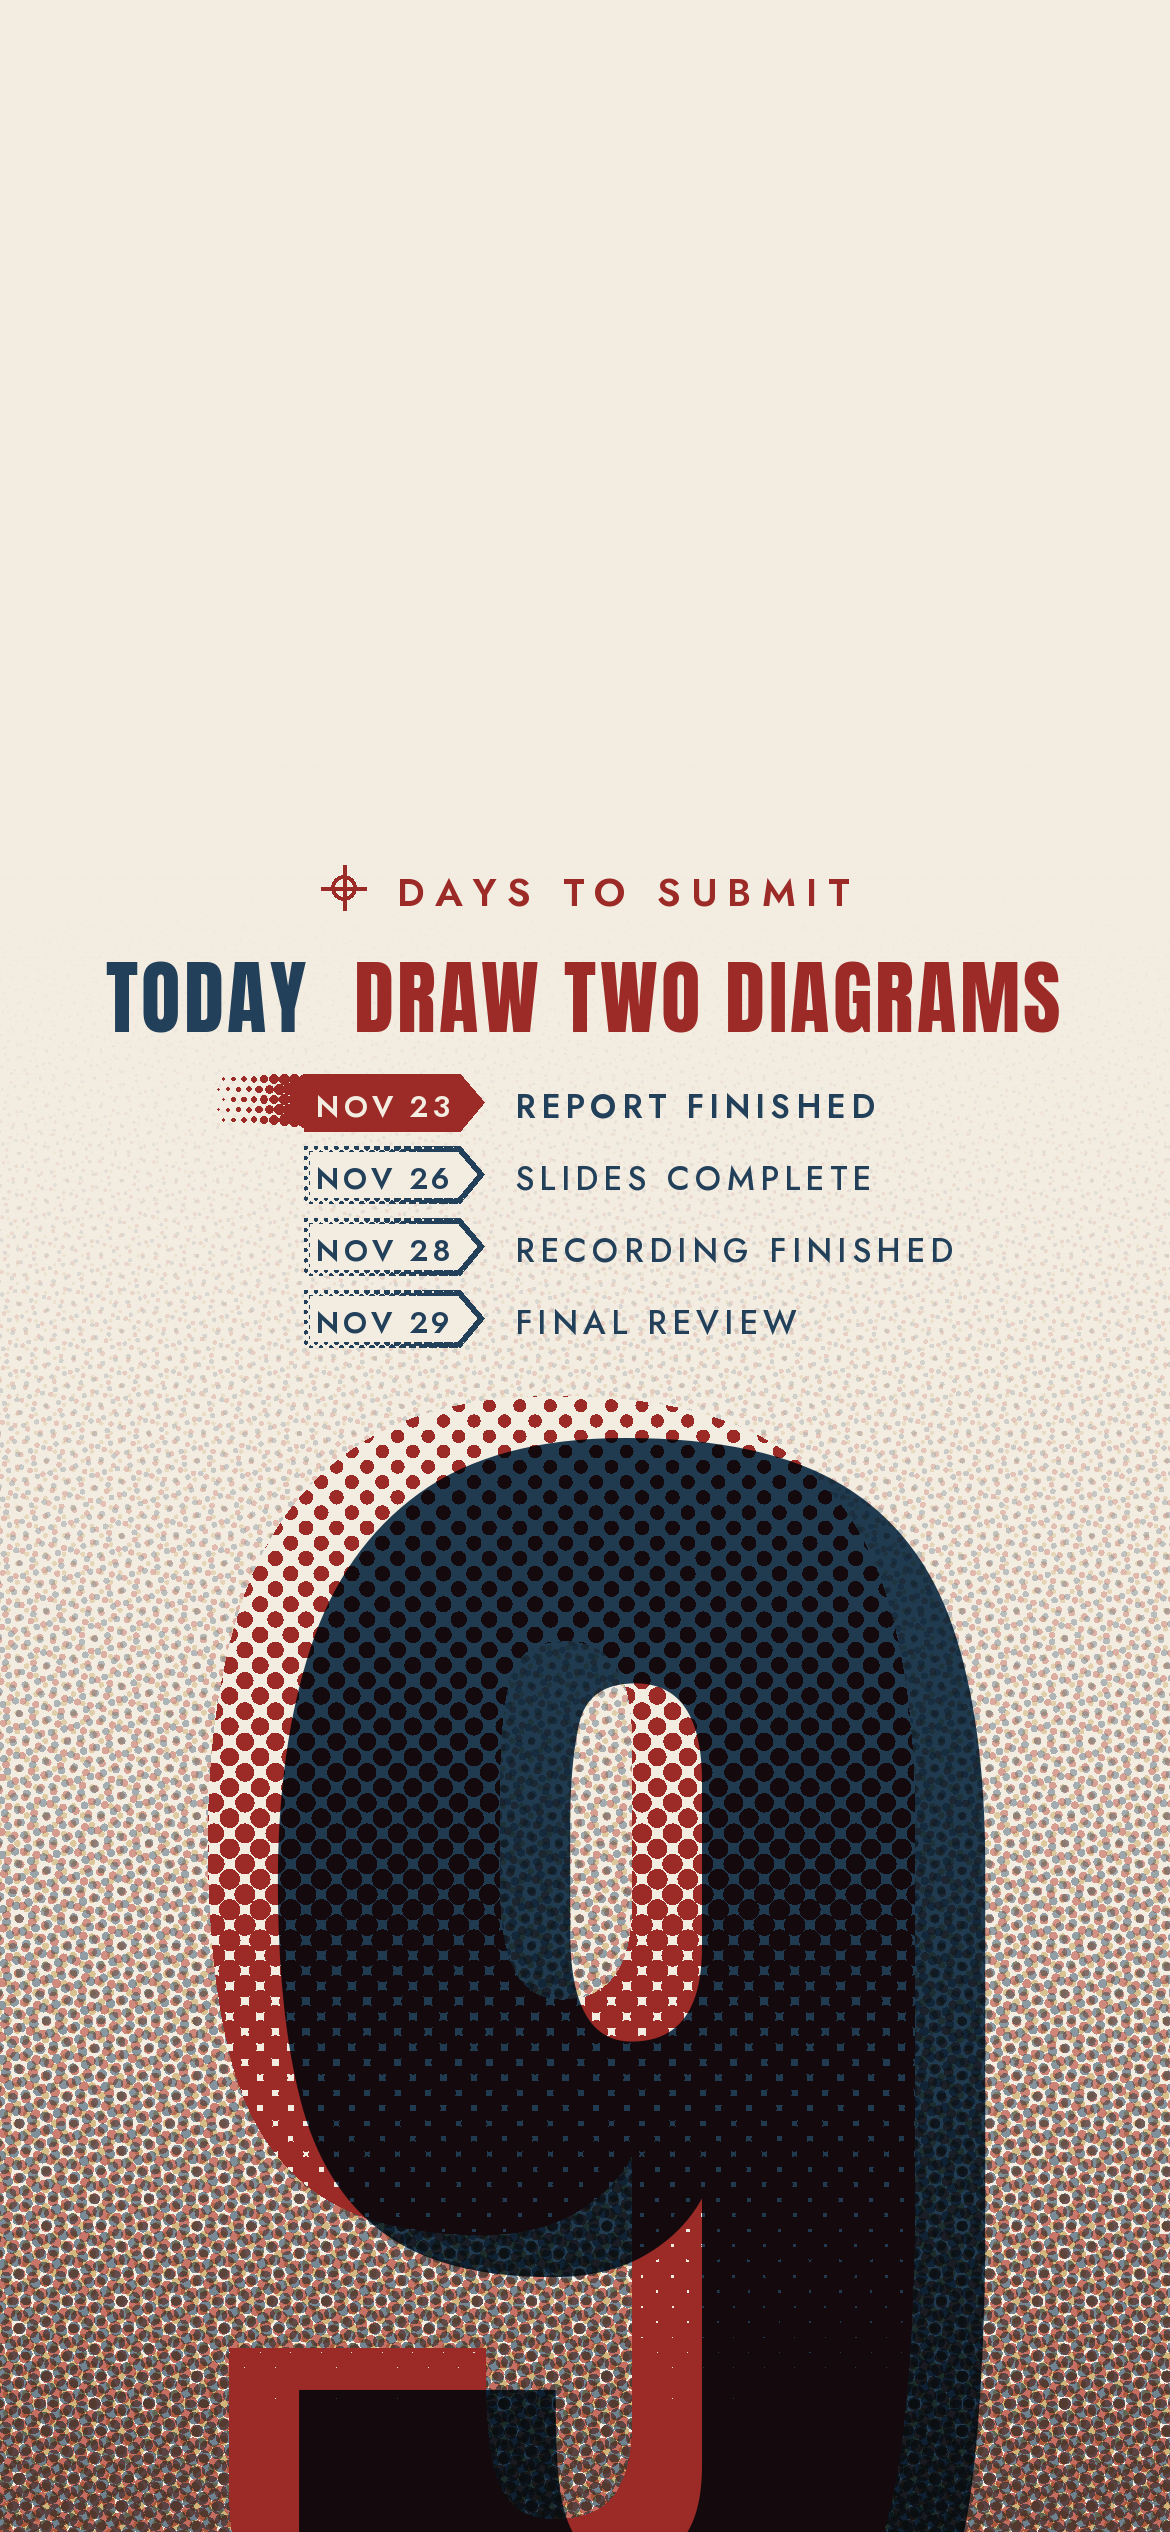 DAYS TO SUBMIT
TODAY DRAW TWO DIAGRAMS
NOV 23 REPORT FINISHED
NOV 26 SLIDES COMPLETE
NOV 28 RECORDING FINISHED
NOV 29 FINAL REVIEW
9